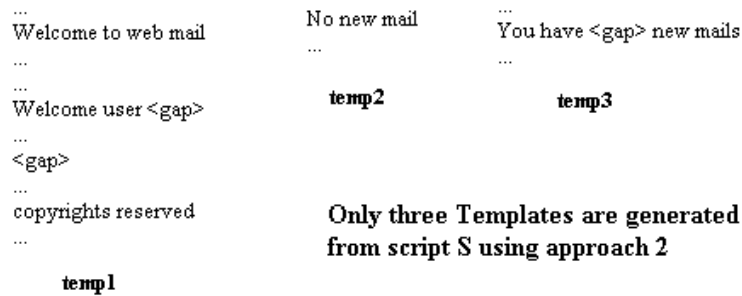 ...
Welcome to web mail
...
...
Welcome user <gap>
...
<gap>
...
copyrights reserved
...
temp1
No new mail
...
temp2
...
You have <gap> new mails
...
temp3
Only three Templates are generated
from script S using approach 2